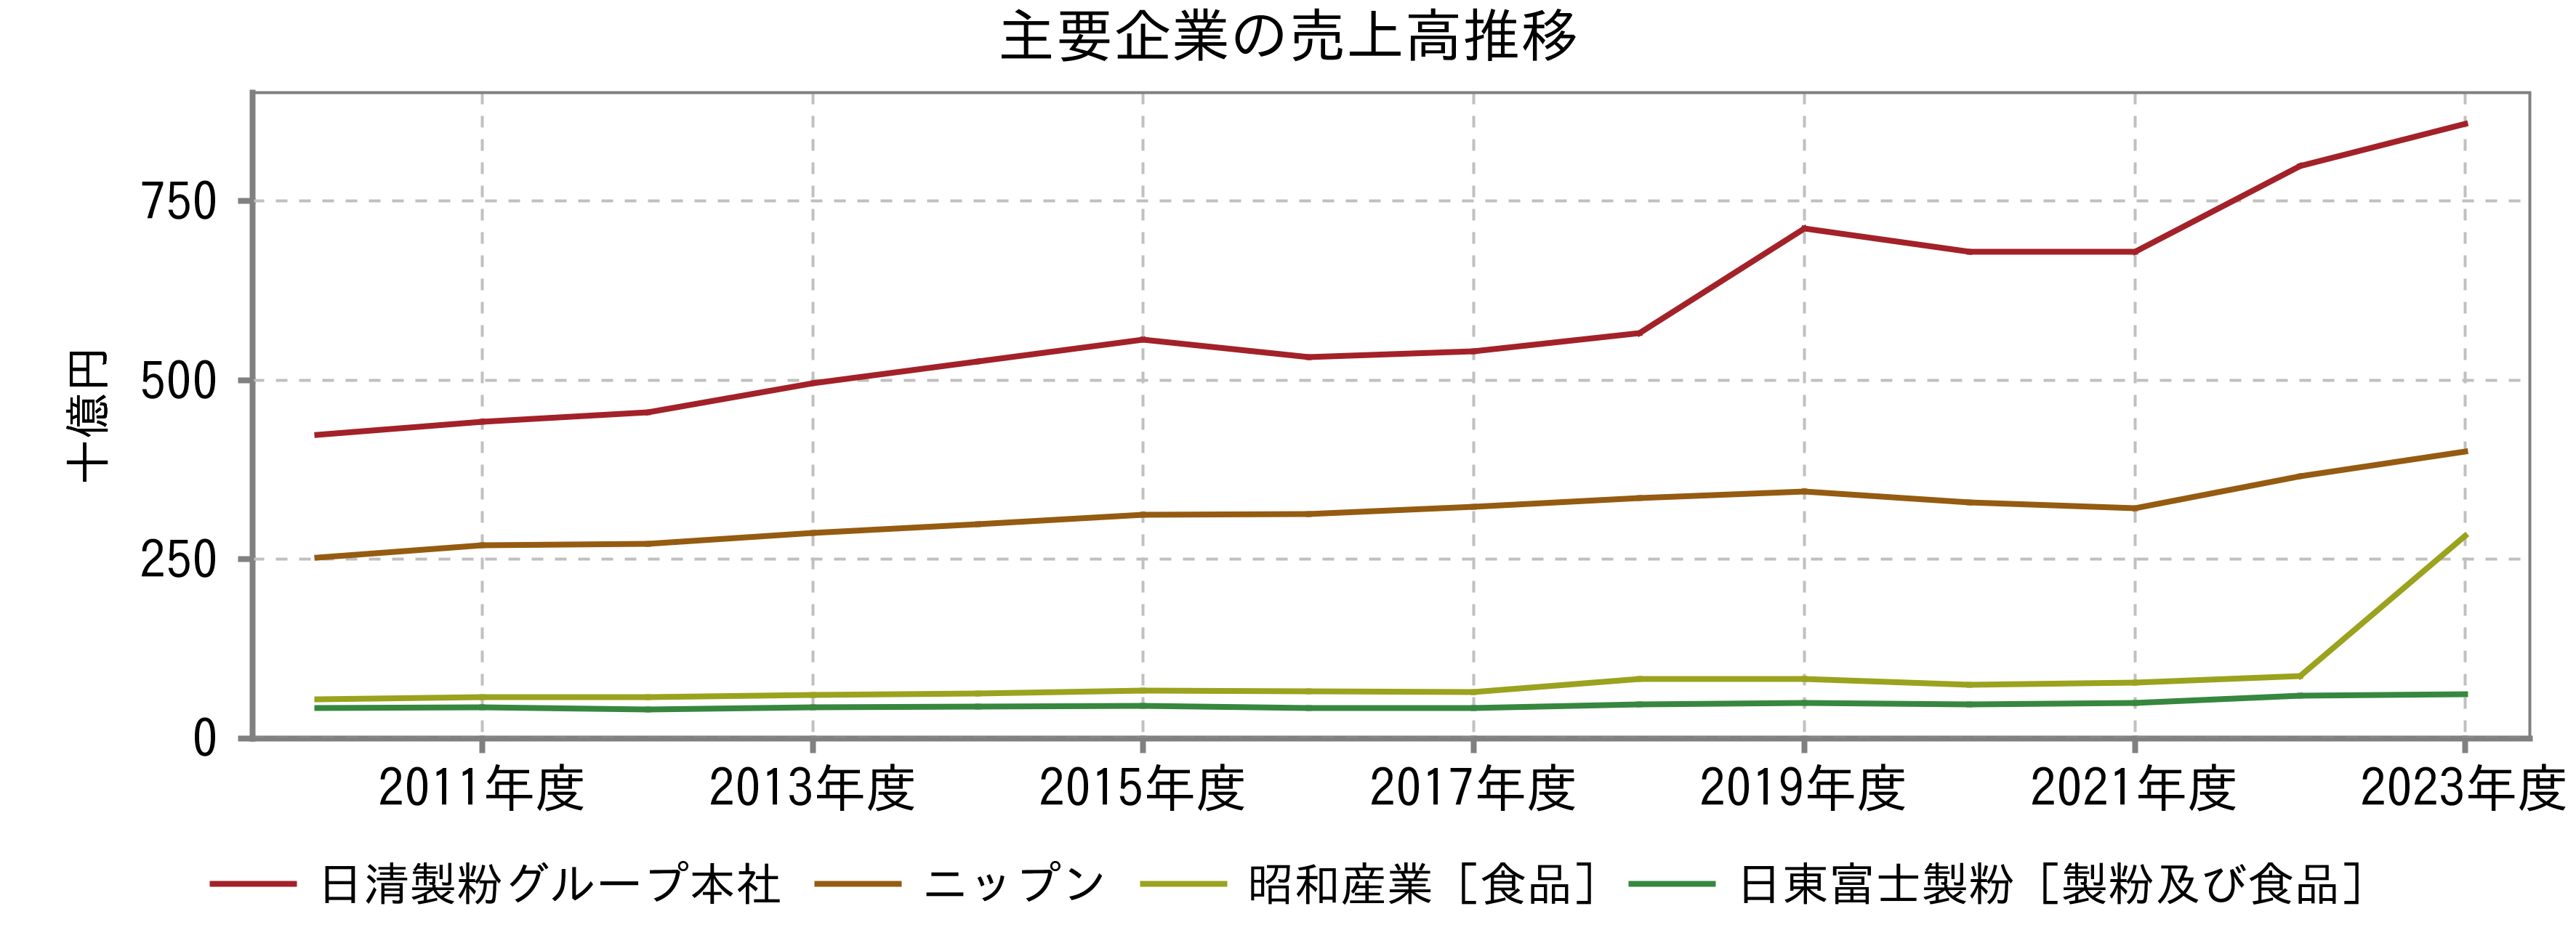 主要企業の売上高推移
十億円
750
500
250
0
2011年度 2013年度 2015年度 2017年度 2019年度 2021年度 2023年度
日清製粉グループ本社 ニップン 昭和産業［食品］ 日東富士製粉［製粉及び食品］